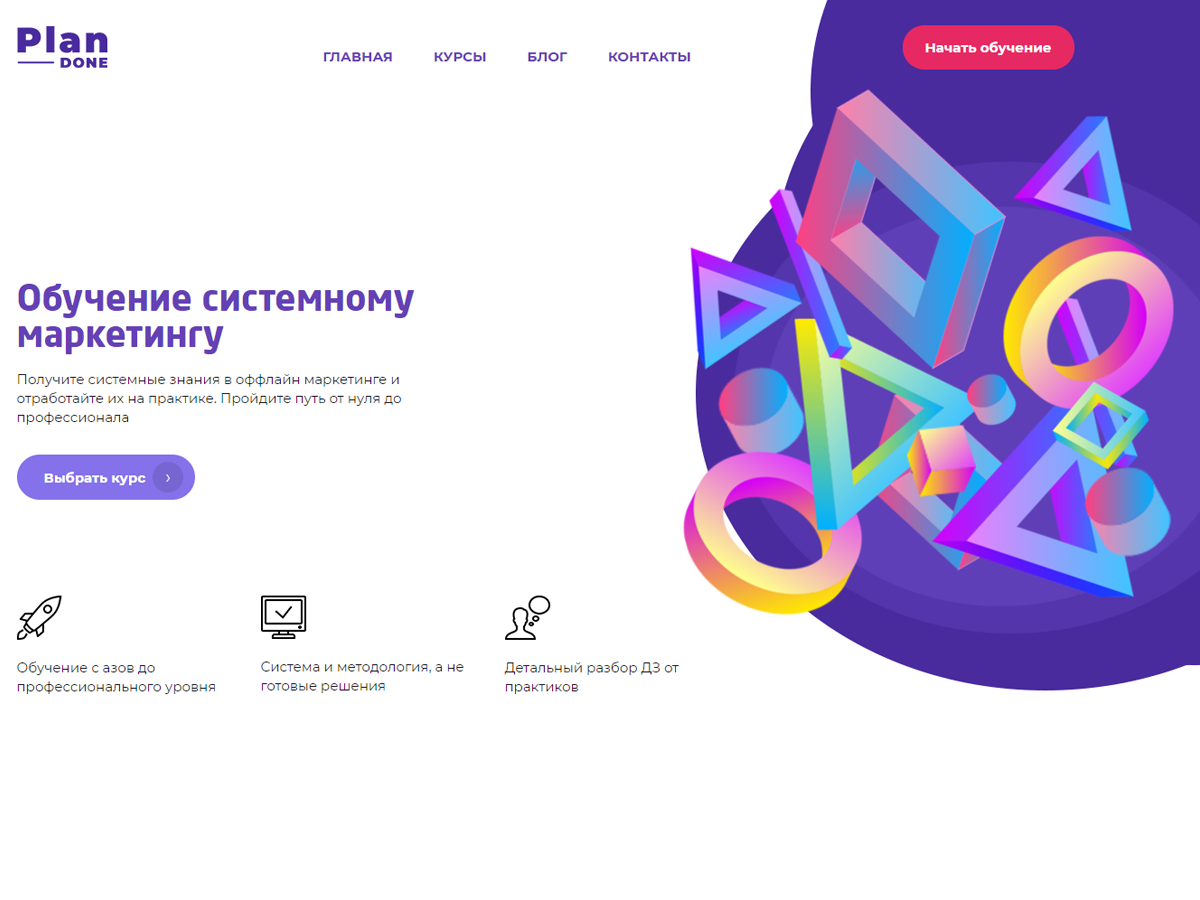 Plan
DONE
ГЛАВНАЯ КУРСЫ БЛОГ КОНТАКТЫ
Начать обучение
Обучение системному
маркетингу
Получите системные знания в оффлайн маркетинге и
отработайте их на практике. Пройдите путь от нуля до
профессионала
Выбрать курс ›
Обучение с азов до
профессионального уровня
Система и методология, а не
готовые решения
Детальный разбор ДЗ от
практиков